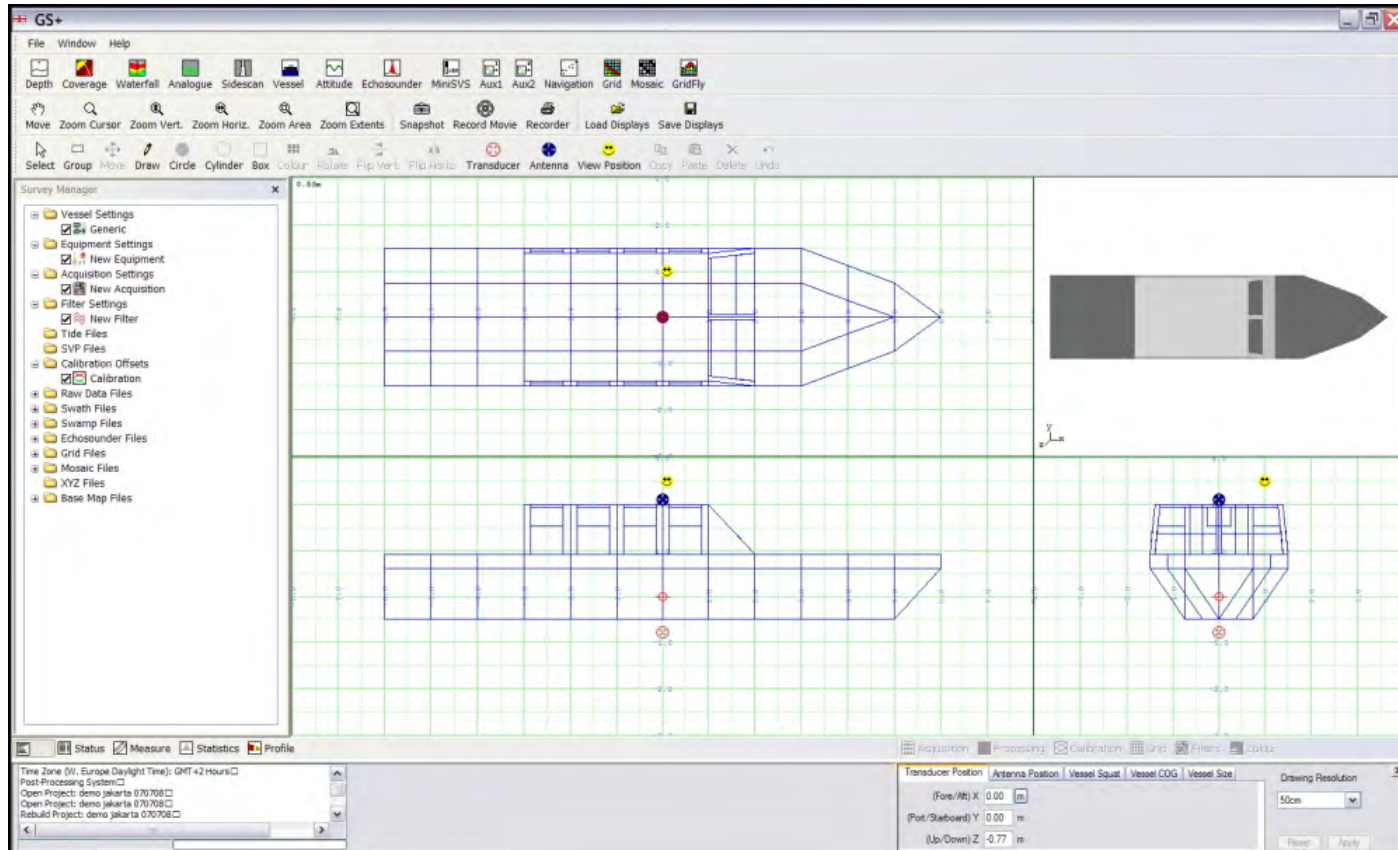 GS+
File Window Help
Depth Coverage Waterfall Analogue Sidescan Vessel Attitude Echosounder MiniSVS Aux1 Aux2 Navigation Grid Mosaic GridFly
Move Zoom Cursor Zoom Vert. Zoom Horiz. Zoom Area Zoom Extents Snapshot Record Movie Recorder Load Displays Save Displays
Select Group Move Draw Circle Cylinder Box Colour Rotate Flip Vert. Flip Horiz. Transducer Antenna View Position Copy Paste Delete Undo
Survey Manager
Vessel Settings
Generic
Equipment Settings
New Equipment
Acquisition Settings
New Acquisition
Filter Settings
New Filter
Tide Files
SVP Files
Calibration Offsets
Calibration
Raw Data Files
Swath Files
Swamp Files
Echosounder Files
Grid Files
Mosaic Files
XYZ Files
Base Map Files
0.50m
y
z x
Status Measure Statistics Profile
Acquisition Processing Calibration Grid Filters Colour
Time Zone (W. Europe Daylight Time): GMT+2 Hours
Post-Processing System
Open Project: demo jakarta 070708
Open Project: demo jakarta 070708
Rebuild Project: demo jakarta 070708
Transducer Position Antenna Position Vessel Squat Vessel COG Vessel Size
(Fore/Aft) X 0.00 m
(Port/Starboard) Y 0.00 m
(Up/Down) Z -0.77 m
Drawing Resolution
50cm
Reset Apply